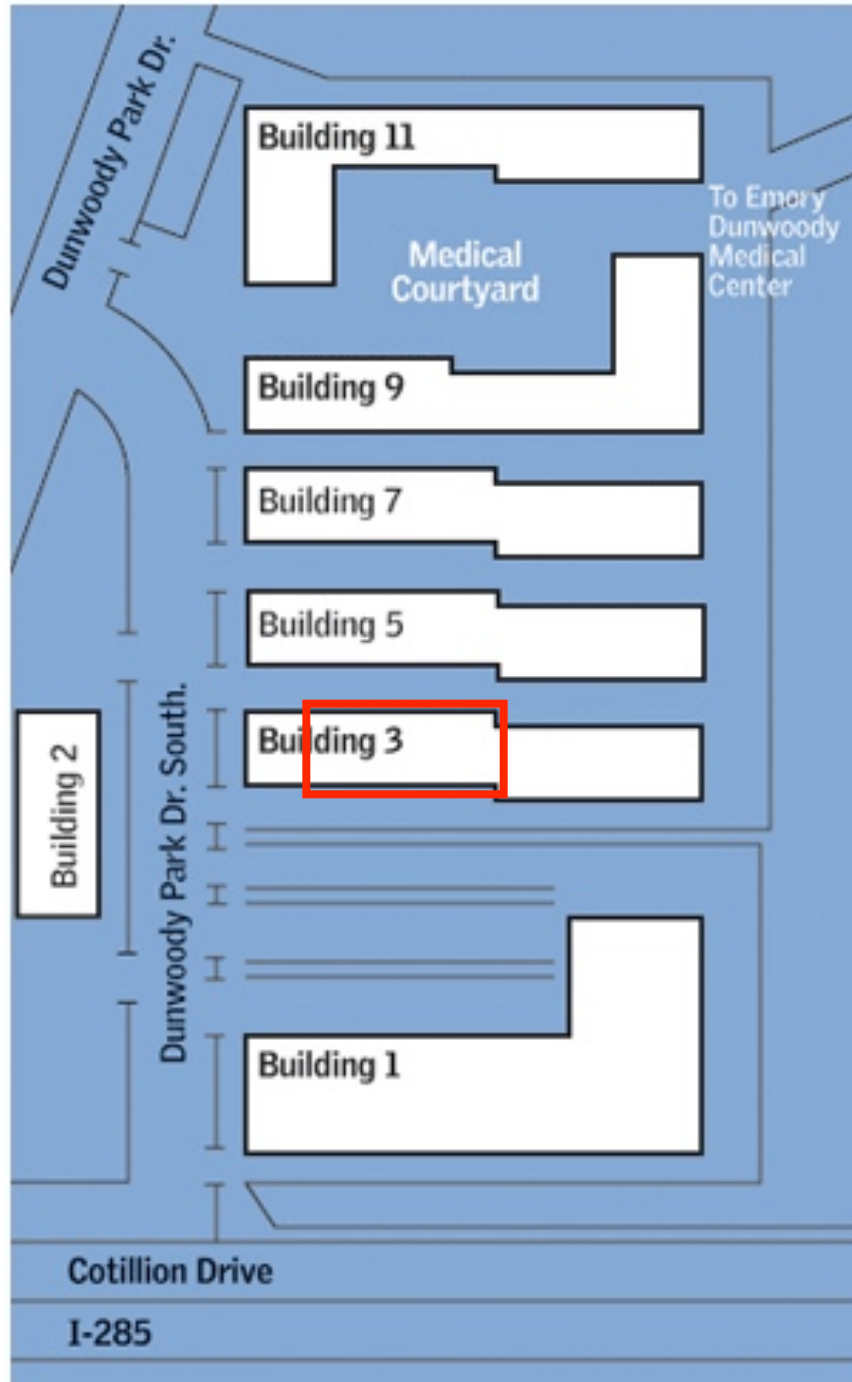 Dunwoody Park Dr.
Building 11
To Emory
Dunwoody
Medical
Center
Medical
Courtyard
Building 9
Building 7
Building 5
Building 3
Building 2
Dunwoody Park Dr. South.
Building 1
Cotillion Drive
I-285